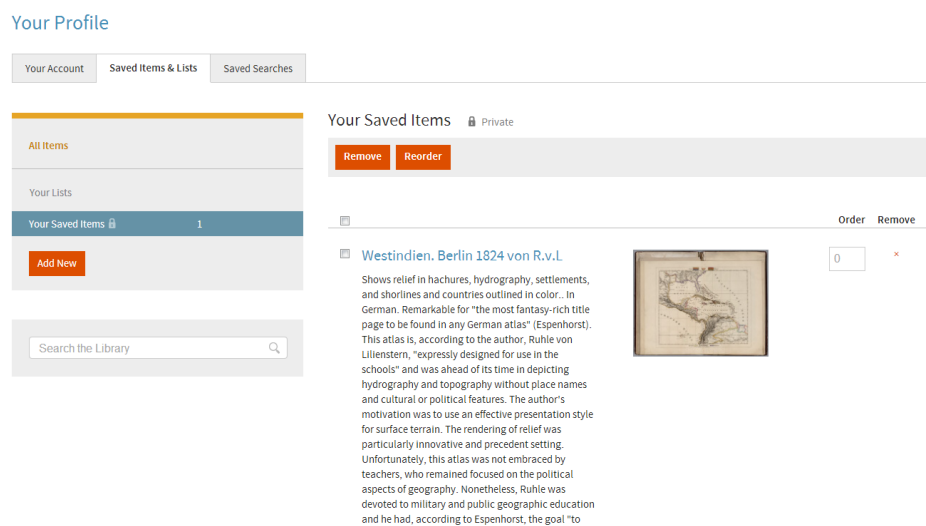 Your Profile
Your Account
Saved Items & Lists
Saved Searches
All Items
Your Lists
Your Saved Items 1
Add New
Search the Library
Your Saved Items Private
Remove Reorder
Order Remove
Westindien. Berlin 1824 von R.v.L
0 ×
Shows relief in hachures, hydrography, settlements,
and shorlines and countries outlined in color.. In
German. Remarkable for "the most fantasy-rich title
page to be found in any German atlas" (Espenhorst).
This atlas is, according to the author, Ruhle von
Lilienstern, "expressly designed for use in the
schools" and was ahead of its time in depicting
hydrography and topography without place names
and cultural or political features. The author's
motivation was to use an effective presentation style
for surface terrain. The rendering of relief was
particularly innovative and precedent setting.
Unfortunately, this atlas was not embraced by
teachers, who remained focused on the political
aspects of geography. Nonetheless, Ruhle was
devoted to military and public geographic education
and he had, according to Espenhorst, the goal "to